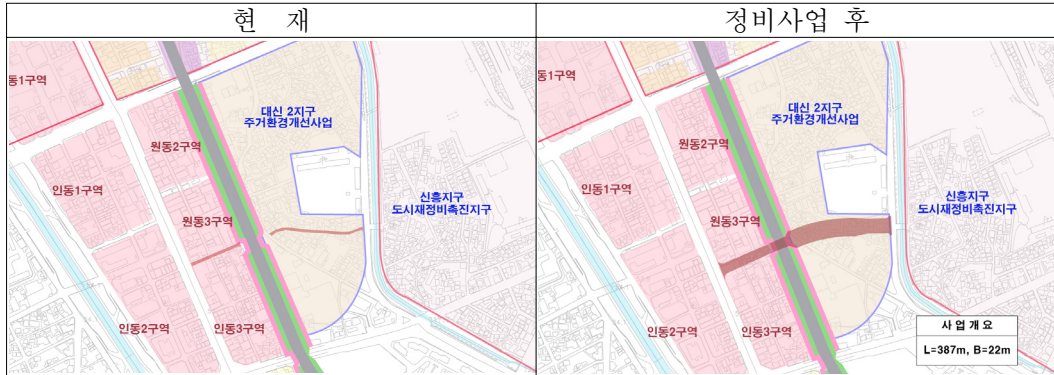 현 재
정비사업 후
동1구역
대신 2지구
주거환경개선사업
원동2구역
인동1구역
원동3구역
신흥지구
도시재정비촉진지구
인동2구역
인동3구역
동1구역
대신 2지구
주거환경개선사업
원동2구역
인동1구역
원동3구역
신흥지구
도시재정비촉진지구
인동2구역
인동3구역
사 업 개 요
L=387m, B=22m